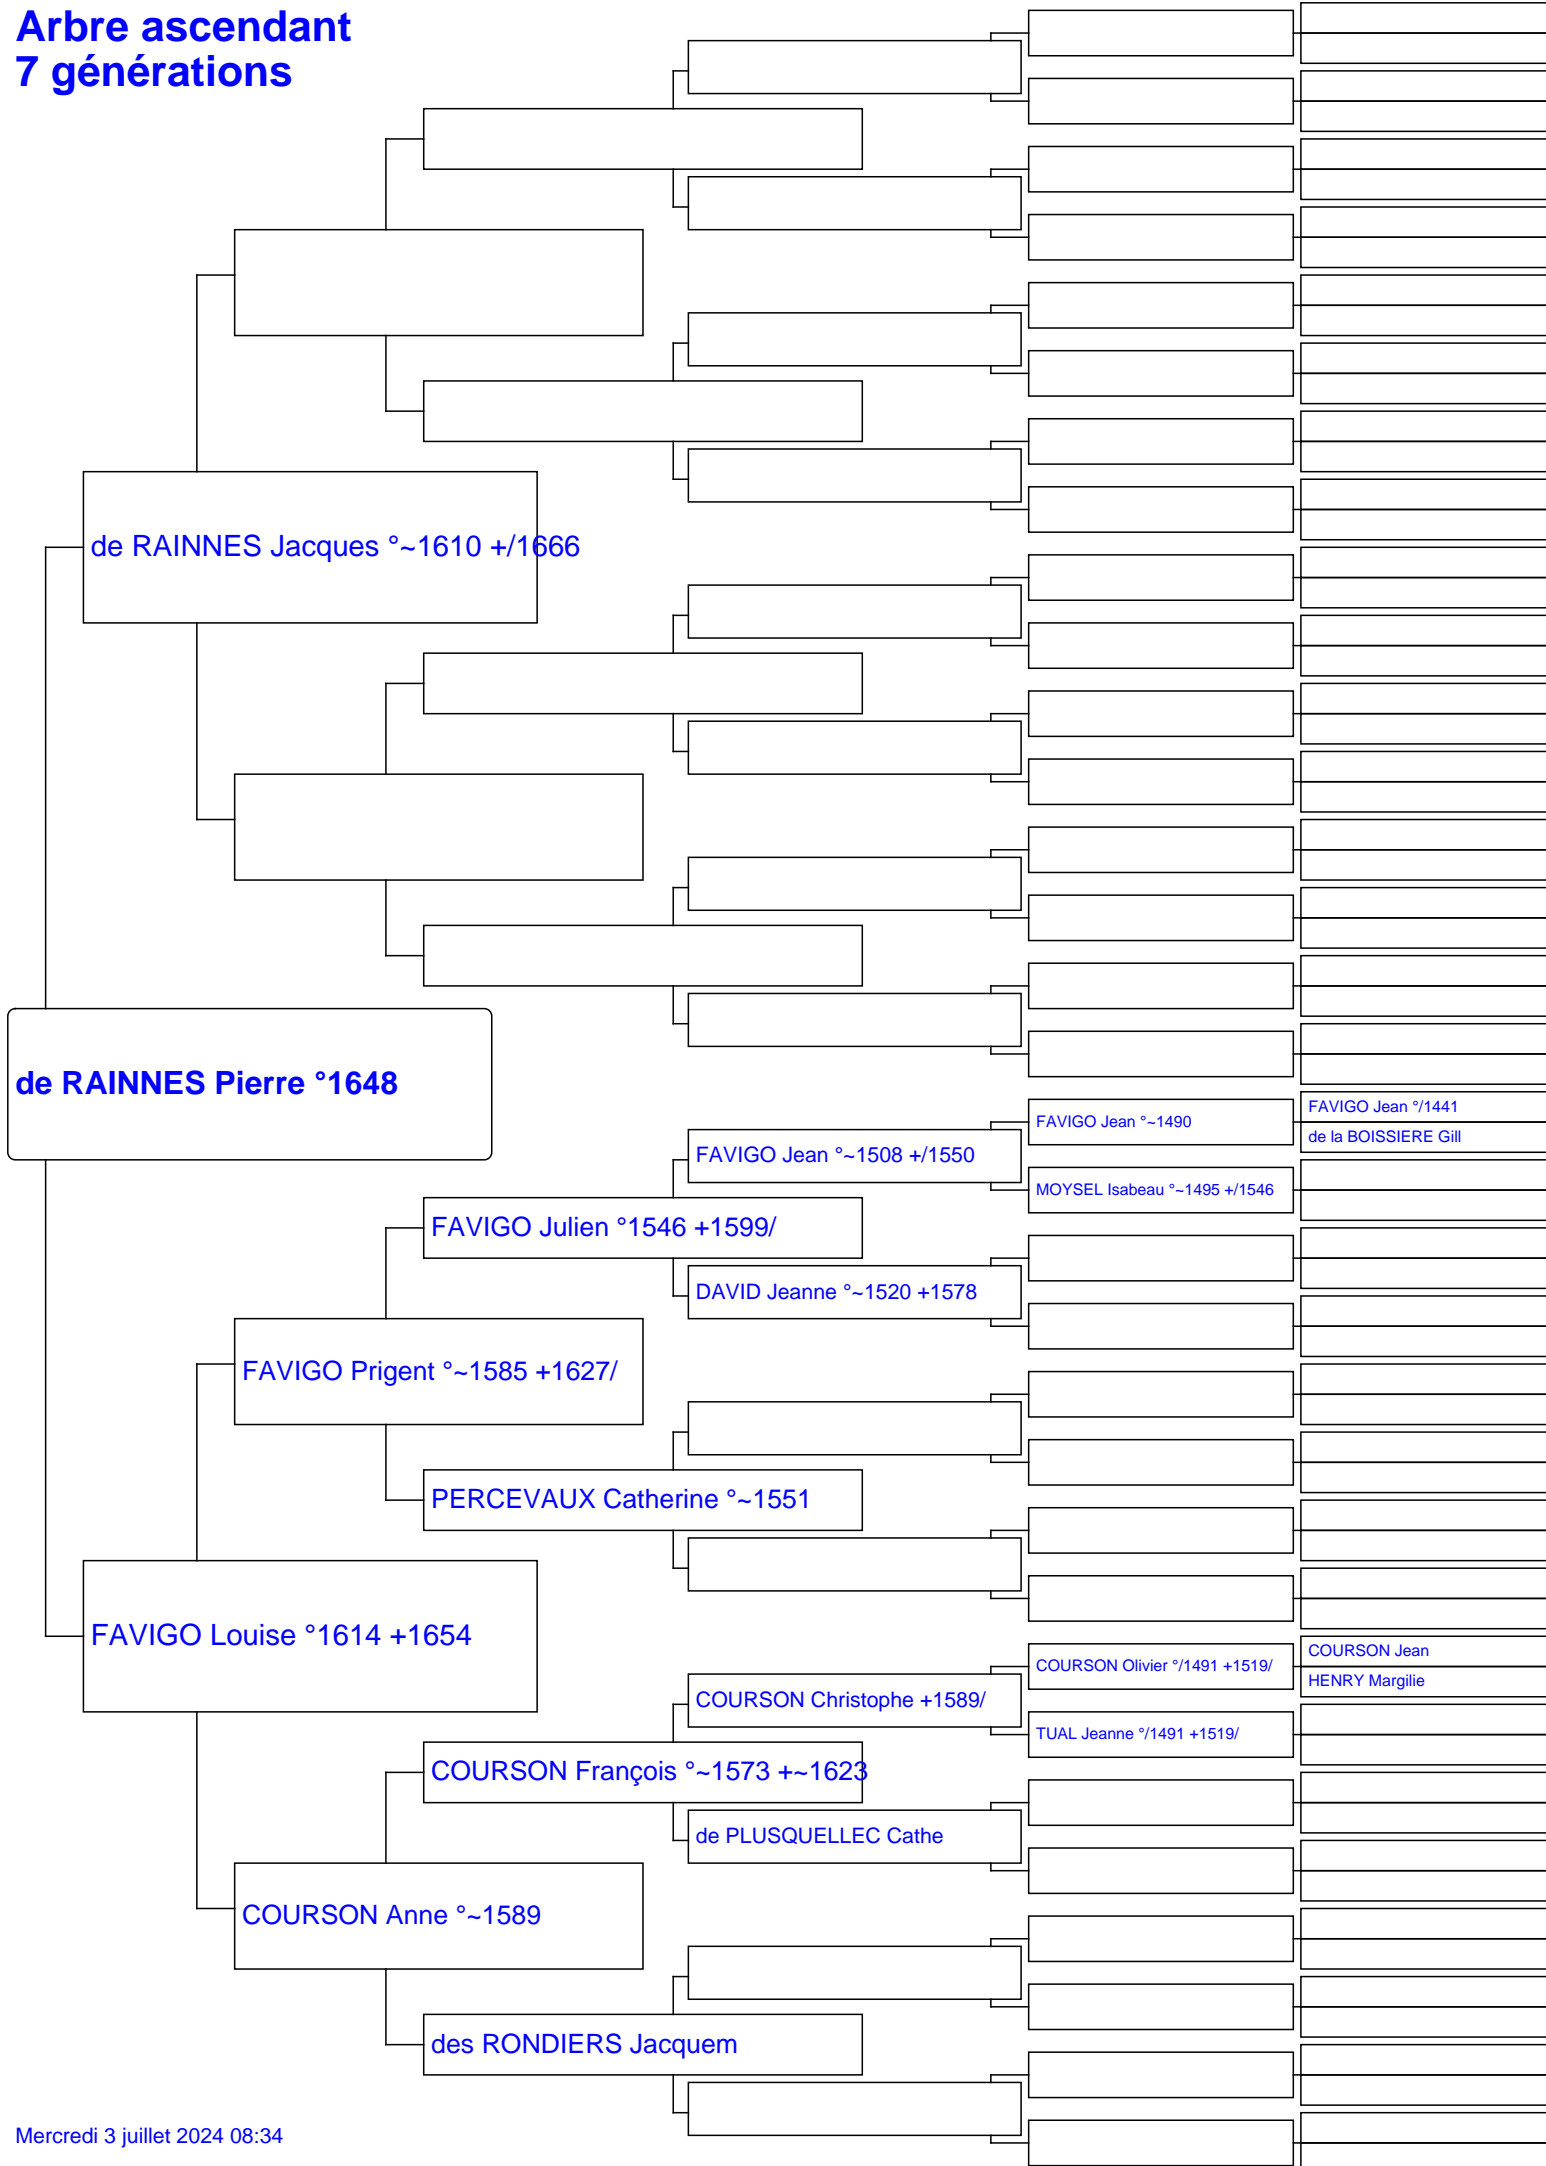 Arbre ascendant
7 générations
de RAINNES Jacques °~1610 +/1666
de RAINNES Pierre °1648
FAVIGO Jean °/1441
de la BOISSIERE Gill
FAVIGO Jean °~1490
FAVIGO Jean °~1508 +/1550
MOYSEL Isabeau °~1495 +/1546
FAVIGO Julien °1546 +1599/
DAVID Jeanne °~1520 +1578
FAVIGO Prigent °~1585 +1627/
PERCEVAUX Catherine °~1551
FAVIGO Louise °1614 +1654
COURSON Jean
HENRY Margilie
COURSON Olivier °/1491 +1519/
COURSON Christophe +1589/
TUAL Jeanne °/1491 +1519/
COURSON François °~1573 +~1623
de PLUSQUELLEC Cathe
COURSON Anne °~1589
des RONDIERS Jacquem
Mercredi 3 juillet 2024 08:34